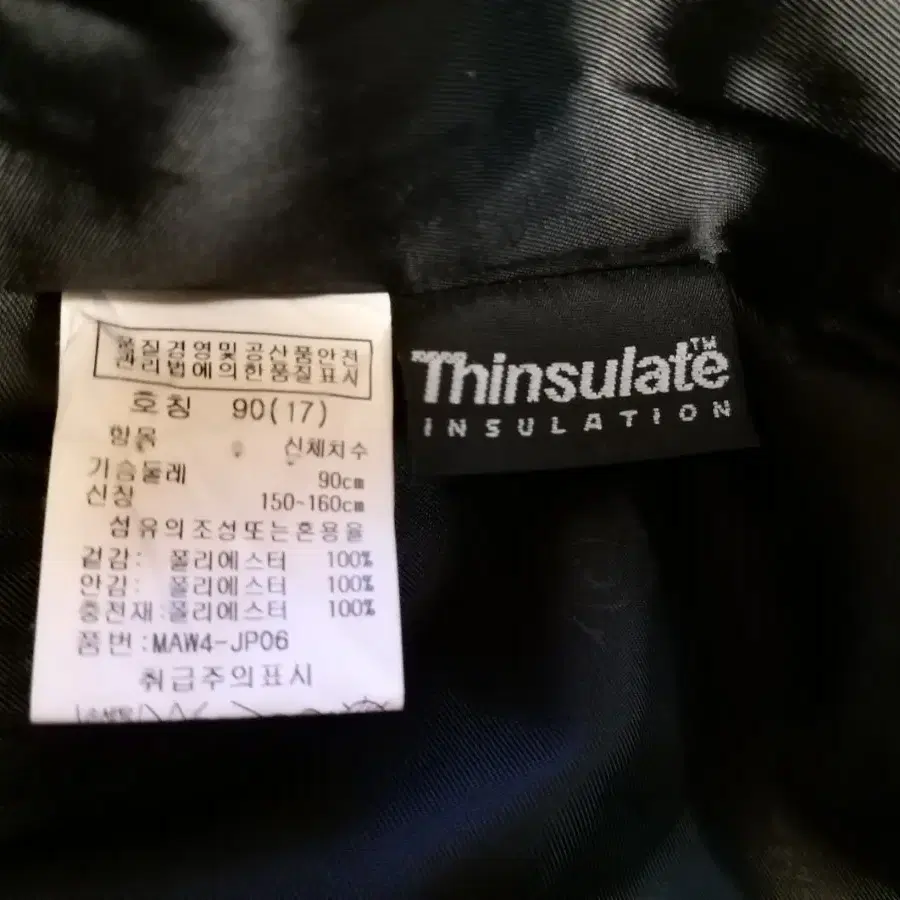 품질경영및공산품안전
관리법에의한품질표시
호칭 90(17)
항목 신체치수
가슴둘레 90cm
신장 150~160cm
섬유의조성또는혼용율
겉감: 폴리에스터 100%
안감: 폴리에스터 100%
충전재:폴리에스터 100%
품번:MAW4-JP06
취급주의표시
Thinsulate™
INSULATION